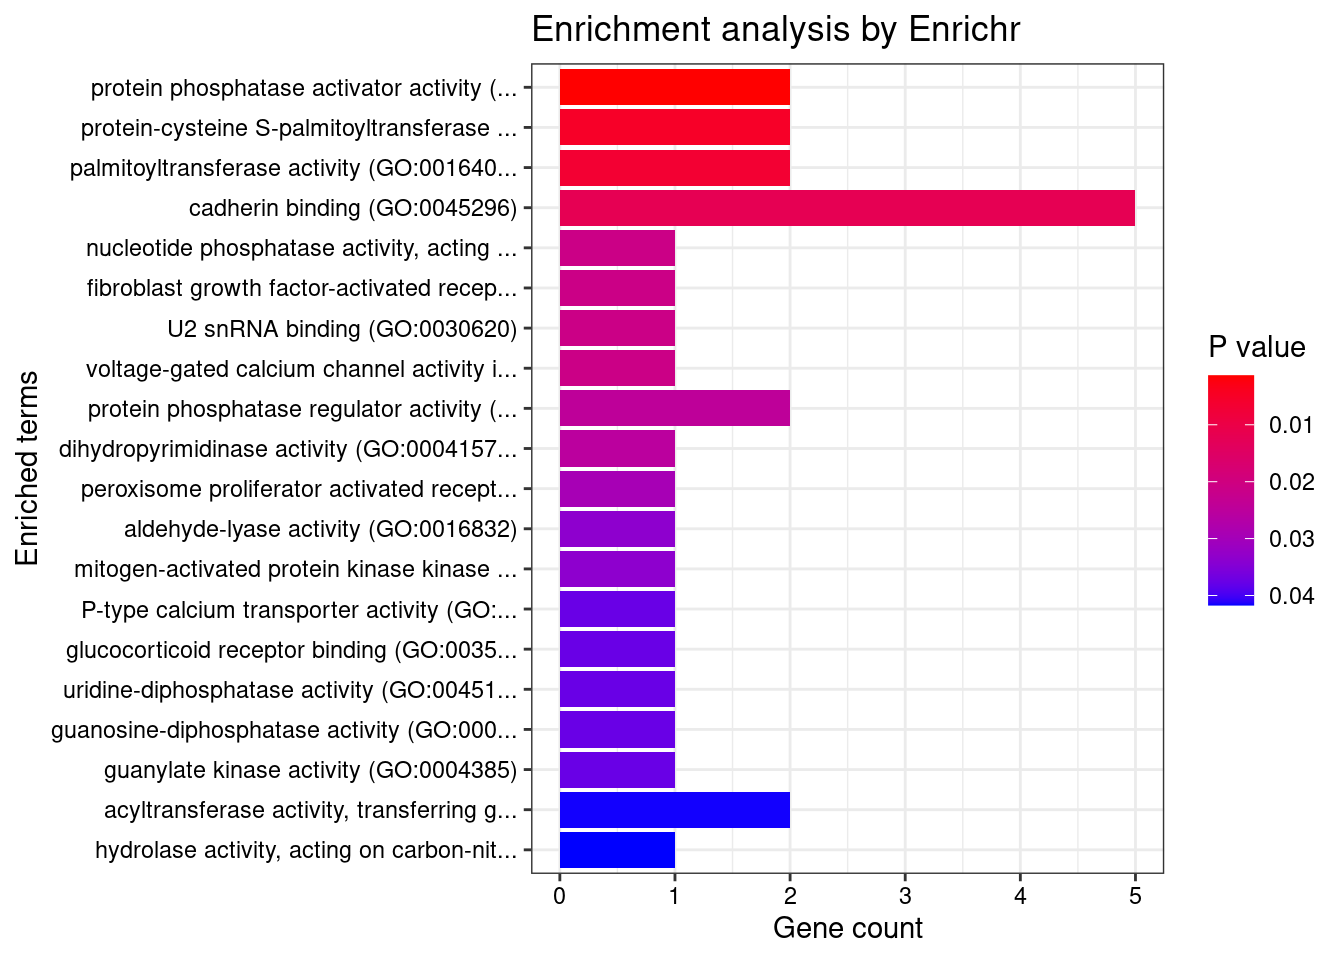 Enrichment analysis by Enrichr
protein phosphatase activator activity (...
protein-cysteine S-palmitoyltransferase ...
palmitoyltransferase activity (GO:001640...
cadherin binding (GO:0045296)
nucleotide phosphatase activity, acting ...
fibroblast growth factor-activated recep...
U2 snRNA binding (GO:0030620)
voltage-gated calcium channel activity i...
protein phosphatase regulator activity (...
dihydropyrimidinase activity (GO:0004157...
peroxisome proliferator activated recept...
aldehyde-lyase activity (GO:0016832)
mitogen-activated protein kinase kinase ...
P-type calcium transporter activity (GO:...
glucocorticoid receptor binding (GO:0035...
uridine-diphosphatase activity (GO:00451...
guanosine-diphosphatase activity (GO:000...
guanylate kinase activity (GO:0004385)
acyltransferase activity, transferring g...
hydrolase activity, acting on carbon-nit...
Enriched terms
0 1 2 3 4 5
Gene count
P value
0.01
0.02
0.03
0.04